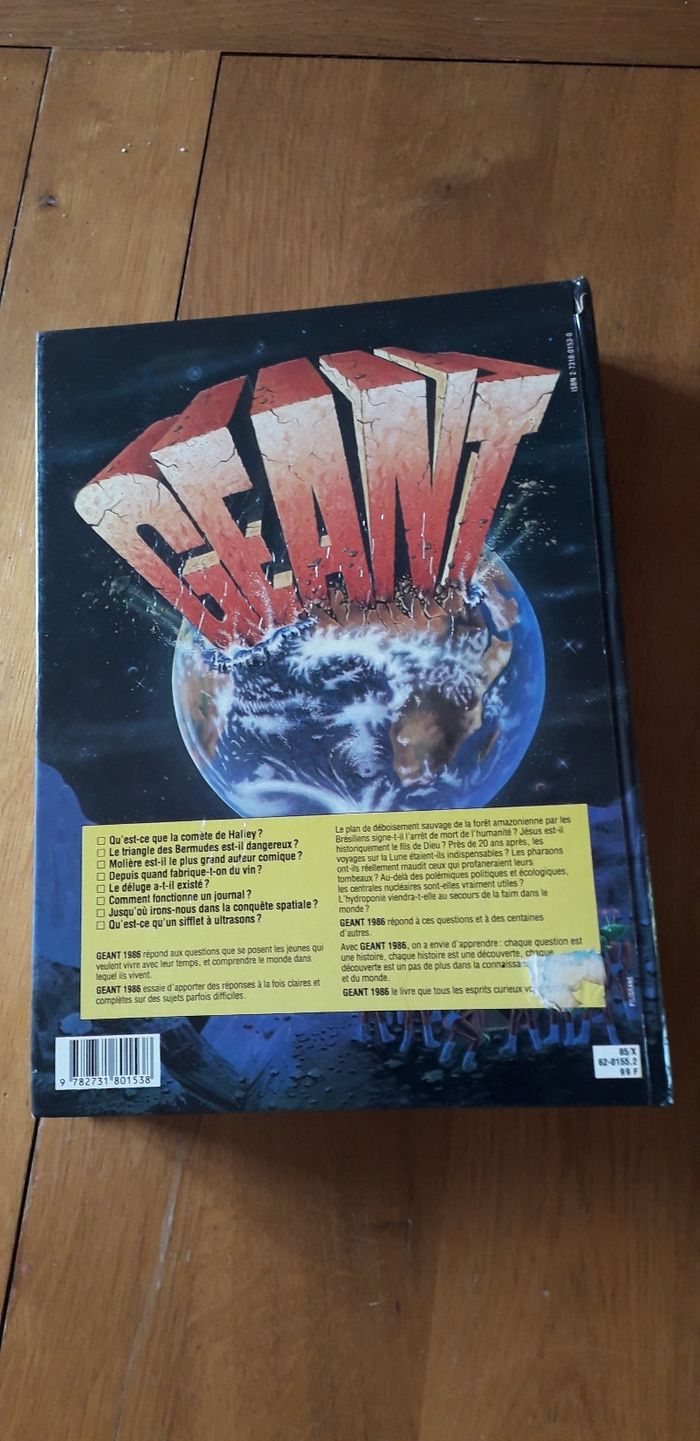 GEANT
ISBN 2-7318-0153-0
☐ Qu'est-ce que la comète de Halley ?
☐ Le triangle des Bermudes est-il dangereux ?
☐ Molière est-il le plus grand auteur comique ?
☐ Depuis quand fabrique-t-on du vin ?
☐ Le déluge a-t-il existé ?
☐ Comment fonctionne un journal ?
☐ Jusqu'où irons-nous dans la conquête spatiale ?
☐ Qu'est-ce qu'un sifflet à ultrasons ?
GEANT 1986 répond aux questions que se posent les jeunes qui
veulent vivre avec leur temps, et comprendre le monde dans
lequel ils vivent.
GEANT 1986 essaie d'apporter des réponses à la fois claires et
complètes sur des sujets parfois difficiles.
Le plan de déboisement sauvage de la forêt amazonienne par les
Brésiliens signe-t-il l'arrêt de mort de l'humanité ? Jésus est-il
historiquement le fils de Dieu ? Près de 20 ans après, les
voyages sur la Lune étaient-ils indispensables ? Les pharaons
ont-ils réellement maudit ceux qui profaneraient leurs
tombeaux ? Au-delà des polémiques politiques et écologiques,
les centrales nucléaires sont-elles vraiment utiles ?
L'hydroponie viendra-t-elle au secours de la faim dans le
monde ?
GEANT 1986 répond à ces questions et à des centaines
d'autres.
Avec GEANT 1986, on a envie d'apprendre : chaque question est
une histoire, chaque histoire est une découverte, chaque
découverte est un pas de plus dans la
et du monde.
GEANT 1986 le livre que tous les esprits curieux
9 782731 801538
85/X
62-0155.2
99 F